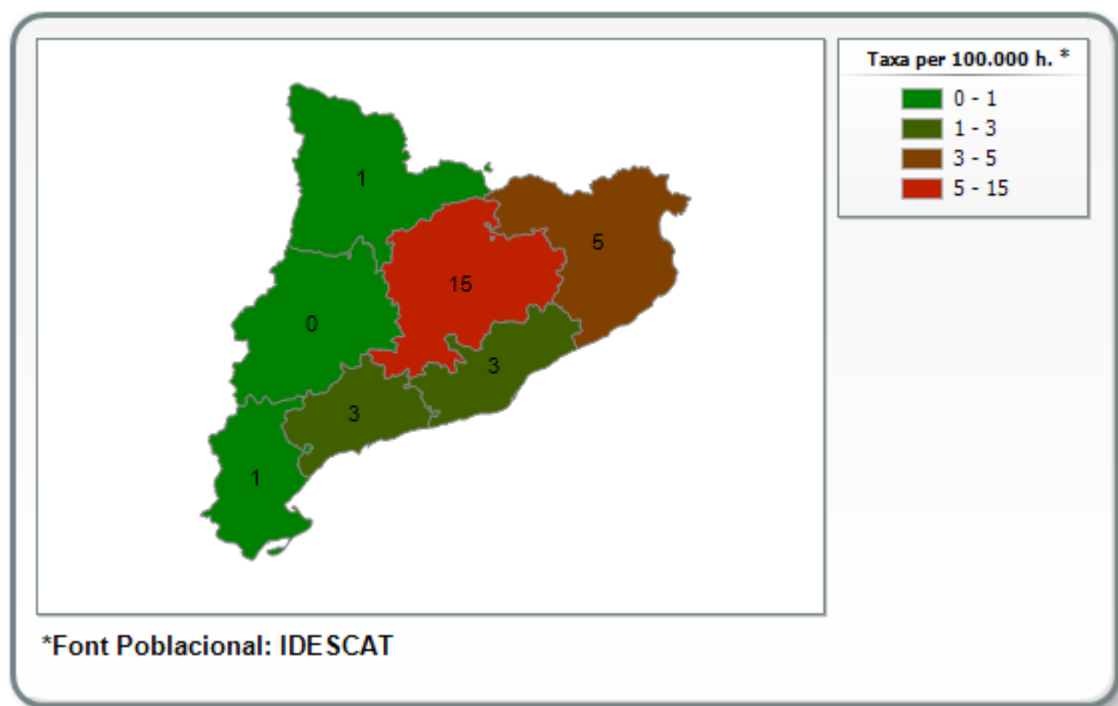 Taxa per 100.000 h. *
0 - 1
1 - 3
3 - 5
5 - 15
1
5
15
0
3
3
1
*Font Poblacional: IDESCAT